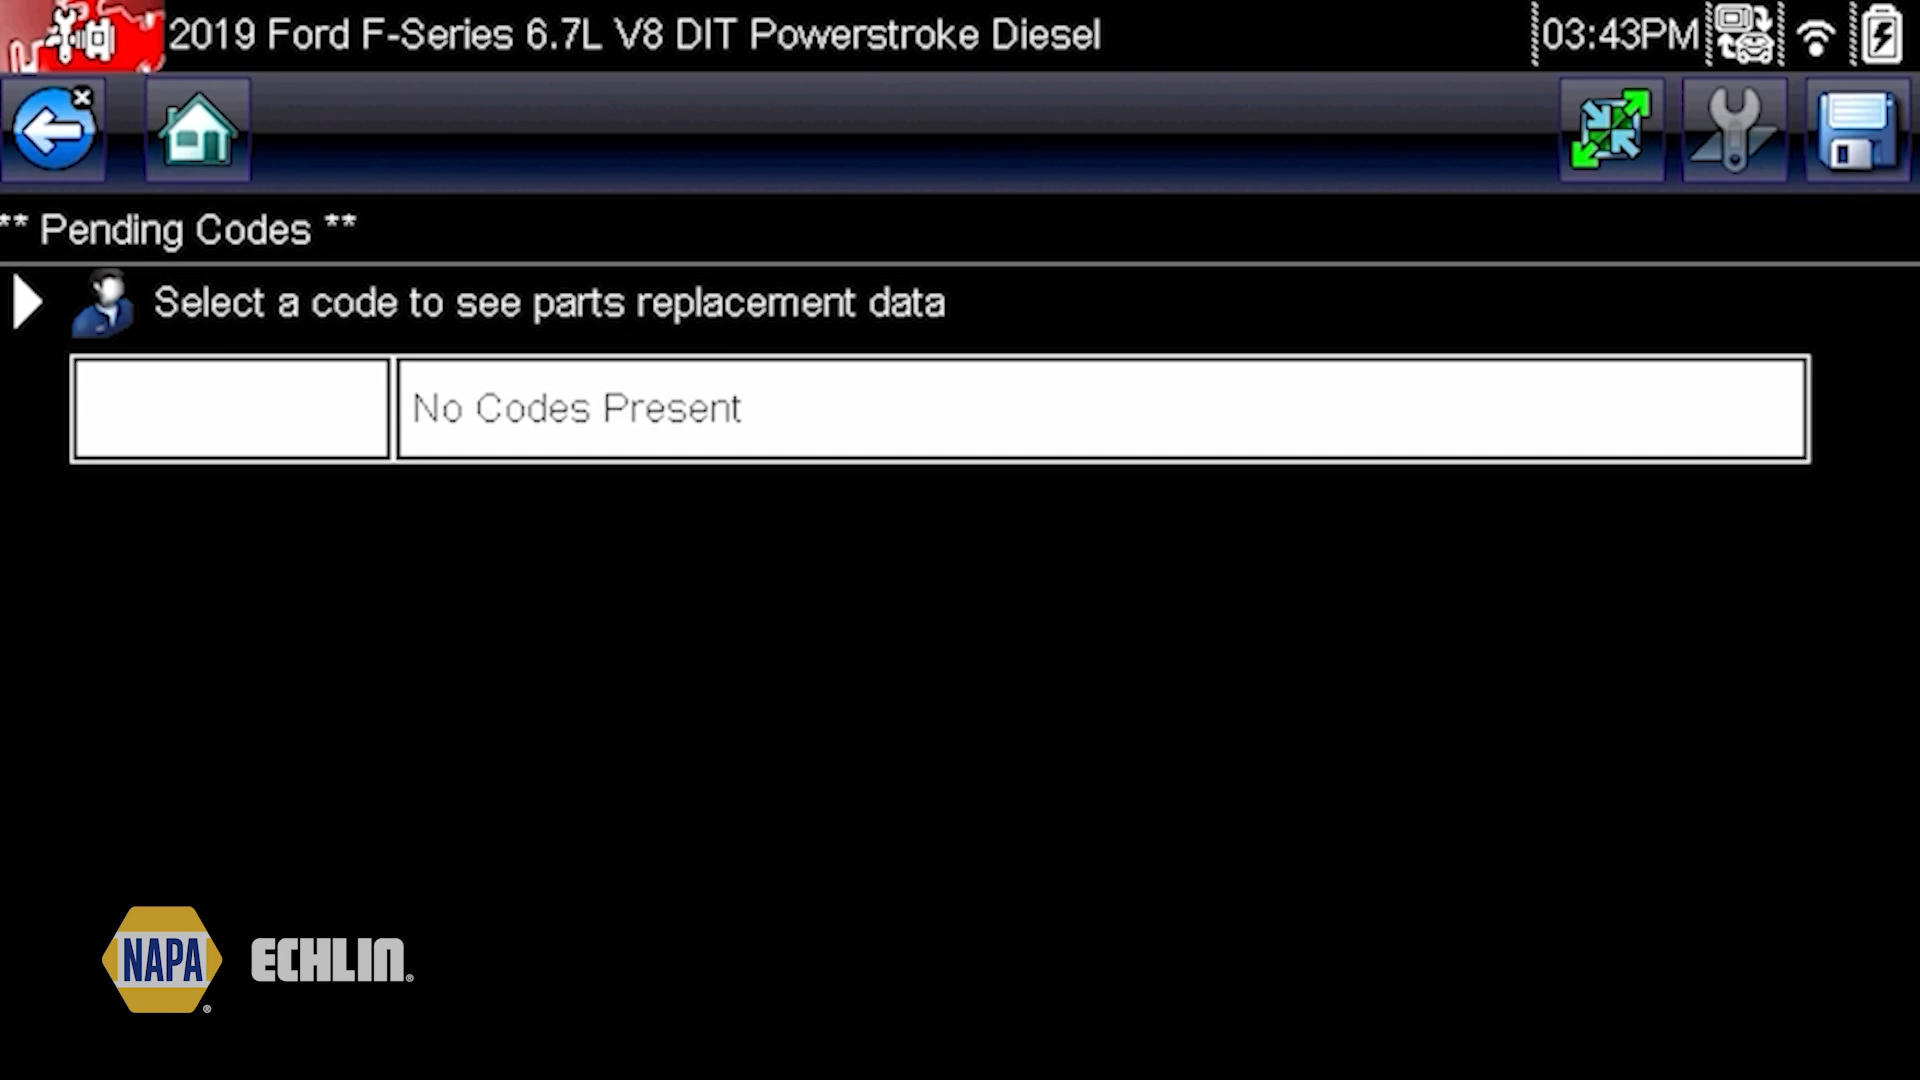 2019 Ford F-Series 6.7L V8 DIT Powerstroke Diesel
03:43PM
** Pending Codes **
Select a code to see parts replacement data
No Codes Present
NAPA®
ECHLIN®